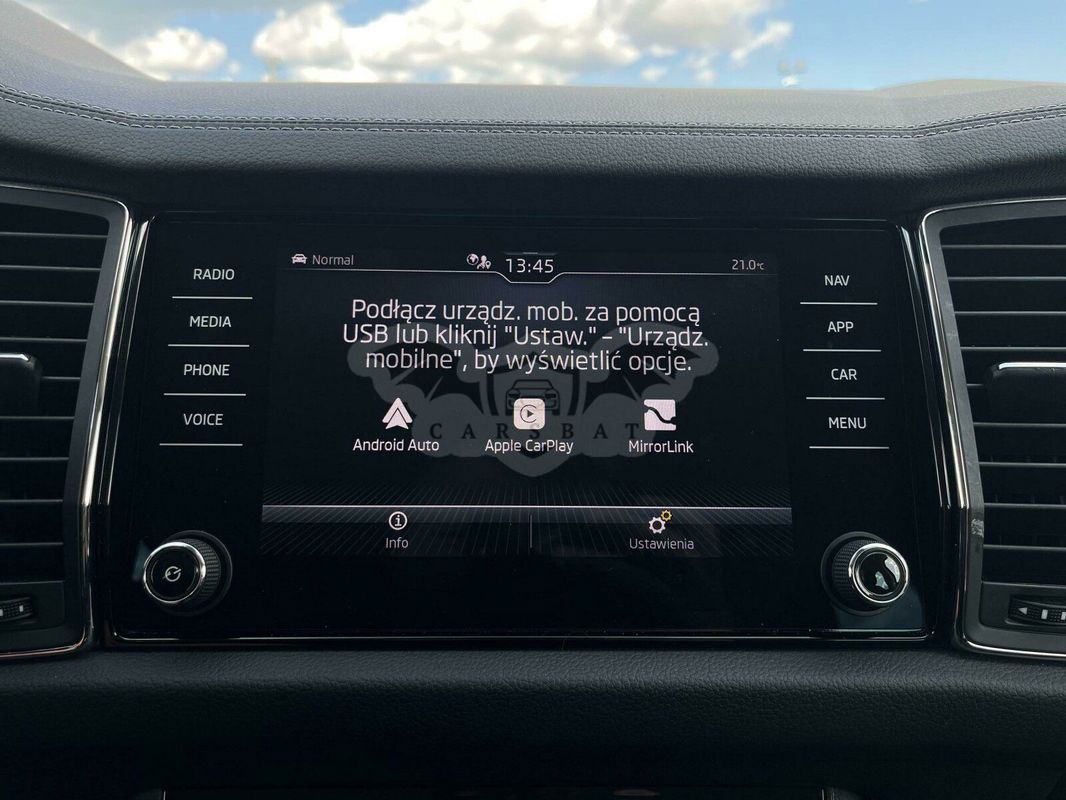 RADIO
MEDIA
PHONE
VOICE
Normal
13:45
21.0°C
Podłącz urządz. mob. za pomocą
USB lub kliknij "Ustaw." – "Urządz.
mobilne", by wyświetlić opcje.
CARSBAT
Android Auto
Apple CarPlay
MirrorLink
Info
Ustawienia
NAV
APP
CAR
MENU